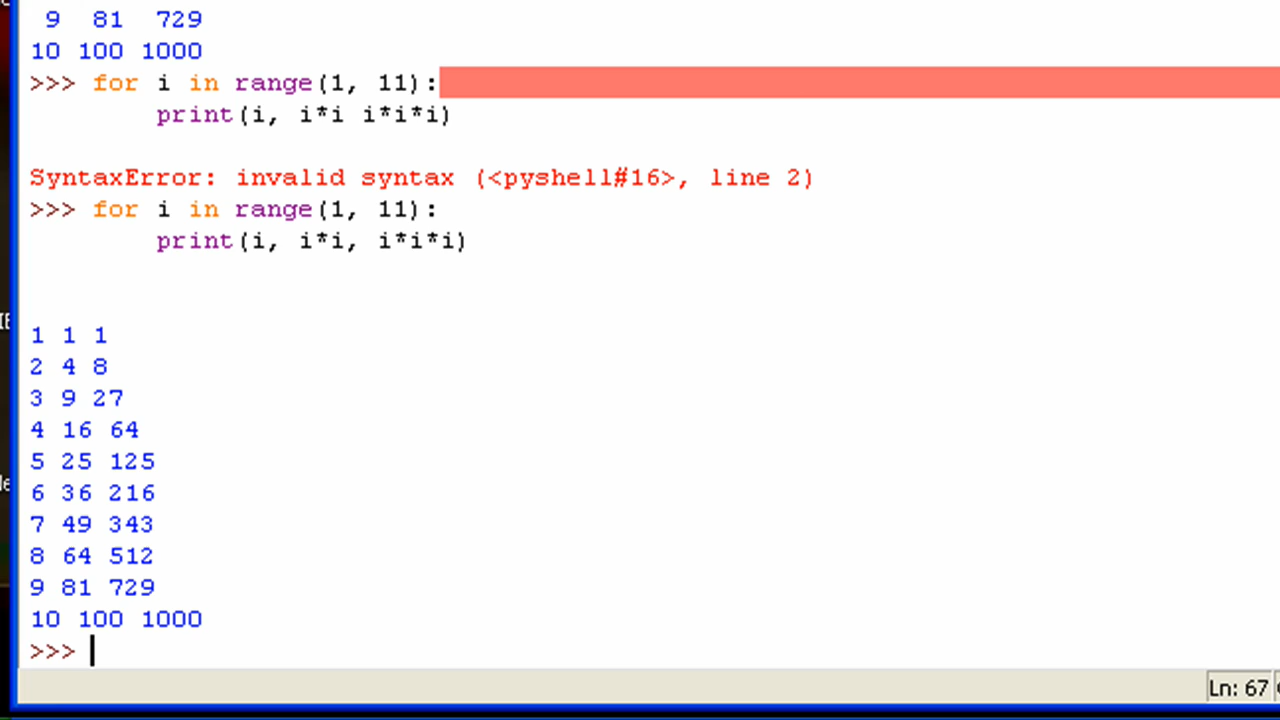 9 81 729
10 100 1000
>>> for i in range(1, 11):
print(i, i*i i*i*i)
SyntaxError: invalid syntax (<pyshell#16>, line 2)
>>> for i in range(1, 11):
print(i, i*i, i*i*i)
1 1 1
2 4 8
3 9 27
4 16 64
5 25 125
6 36 216
7 49 343
8 64 512
9 81 729
10 100 1000
>>>
Ln: 67